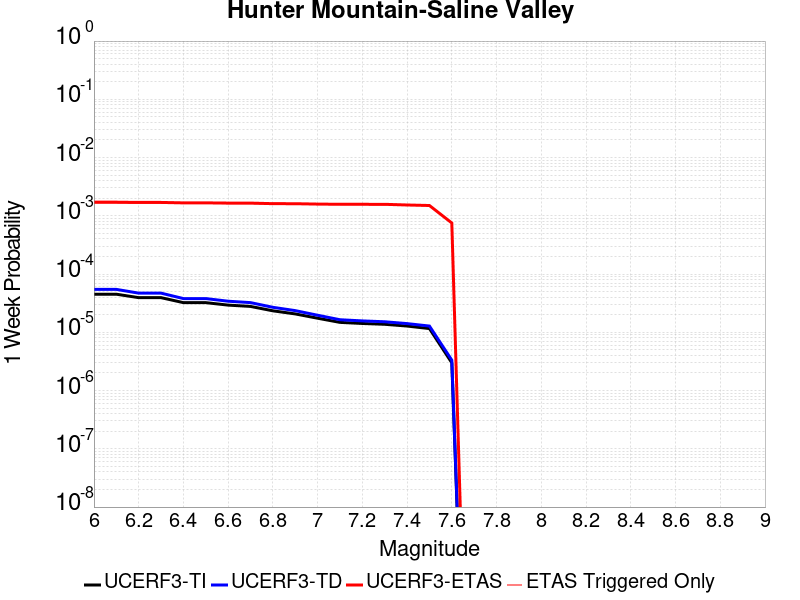 Hunter Mountain-Saline Valley
10^0
10^-1
10^-2
10^-3
10^-4
10^-5
10^-6
10^-7
10^-8
1 Week Probability
6 6.2 6.4 6.6 6.8 7 7.2 7.4 7.6 7.8 8 8.2 8.4 8.6 8.8 9
Magnitude
UCERF3-TI UCERF3-TD UCERF3-ETAS ETAS Triggered Only